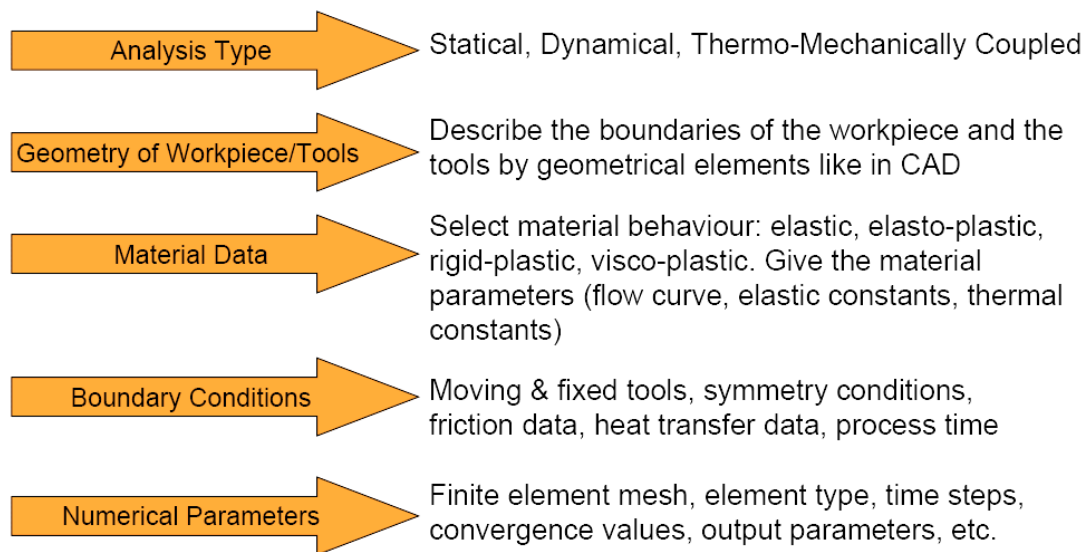 Analysis Type
Statical, Dynamical, Thermo-Mechanically Coupled
Geometry of Workpiece/Tools
Describe the boundaries of the workpiece and the
tools by geometrical elements like in CAD
Material Data
Select material behaviour: elastic, elasto-plastic,
rigid-plastic, visco-plastic. Give the material
parameters (flow curve, elastic constants, thermal
constants)
Boundary Conditions
Moving & fixed tools, symmetry conditions,
friction data, heat transfer data, process time
Numerical Parameters
Finite element mesh, element type, time steps,
convergence values, output parameters, etc.